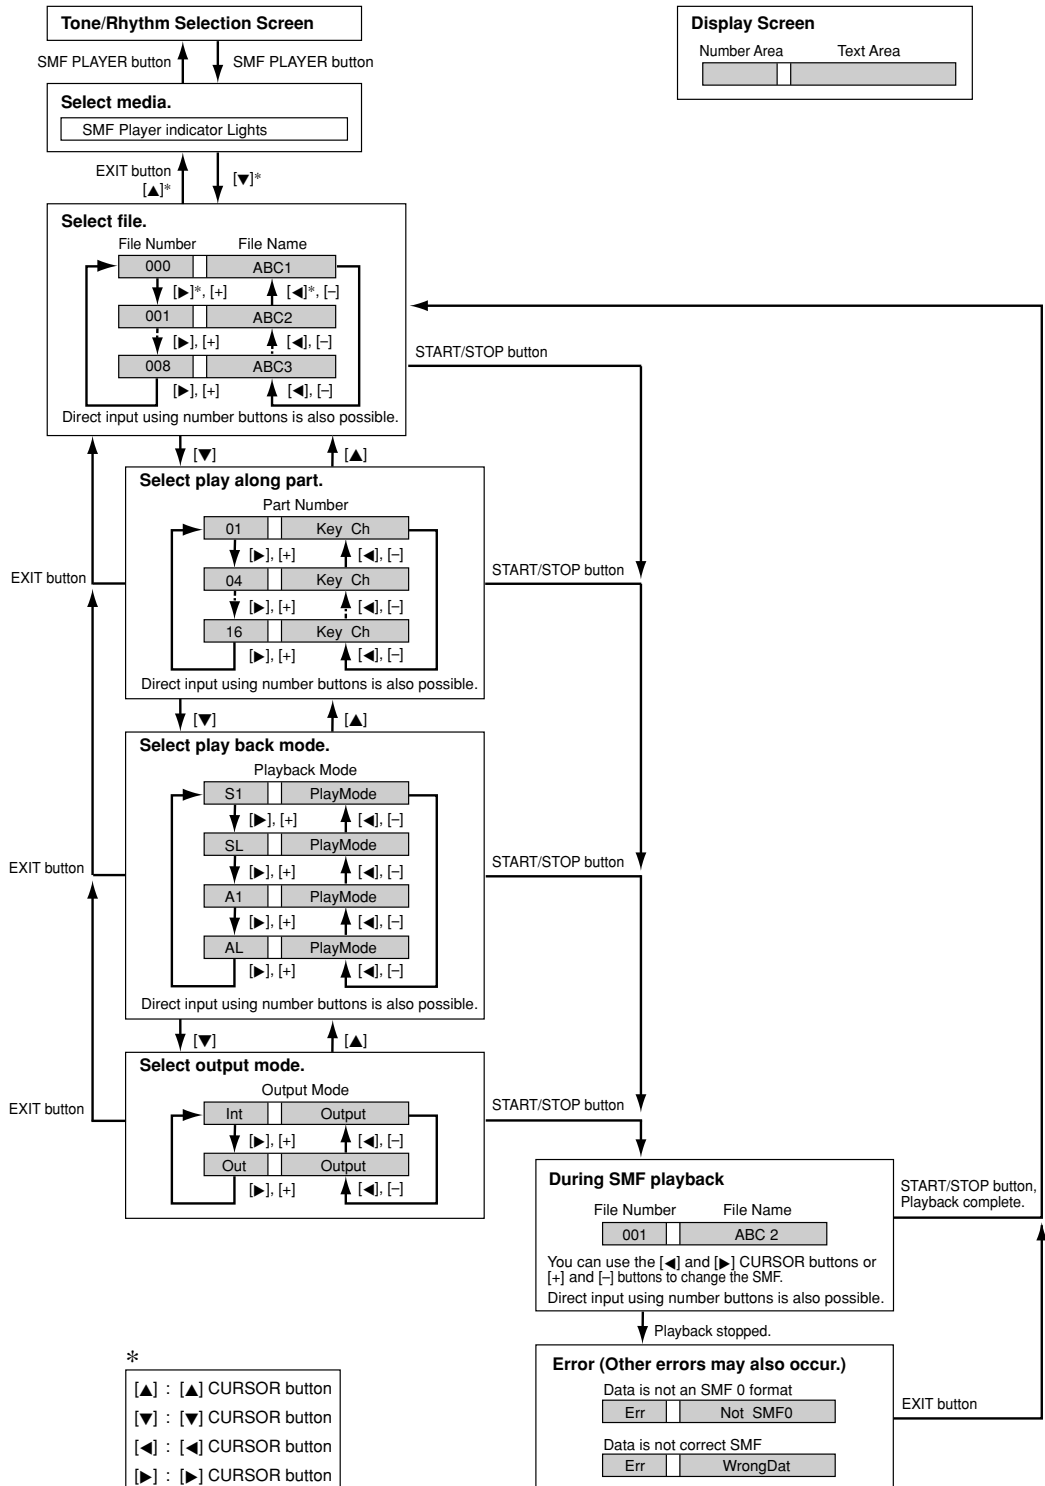 Tone/Rhythm Selection Screen
SMF PLAYER button
SMF PLAYER button
Display Screen
Number Area Text Area
Select media.
SMF Player indicator Lights
EXIT button
[▲]*
[▼]*
Select file.
File Number File Name
000 ABC1
[▶]*, [+] [◀]*, [–]
001 ABC2
[▶], [+] [◀], [–]
008 ABC3
[▶], [+] [◀], [–]
Direct input using number buttons is also possible.
START/STOP button
[▼] [▲]
Select play along part.
Part Number
01 Key Ch
[▶], [+] [◀], [–]
04 Key Ch
[▶], [+] [◀], [–]
16 Key Ch
[▶], [+] [◀], [–]
Direct input using number buttons is also possible.
EXIT button
START/STOP button
[▼] [▲]
Select play back mode.
Playback Mode
S1 PlayMode
[▶], [+] [◀], [–]
SL PlayMode
[▶], [+] [◀], [–]
A1 PlayMode
[▶], [+] [◀], [–]
AL PlayMode
[▶], [+] [◀], [–]
Direct input using number buttons is also possible.
EXIT button
START/STOP button
[▼] [▲]
Select output mode.
Output Mode
Int Output
[▶], [+] [◀], [–]
Out Output
[▶], [+] [◀], [–]
EXIT button
START/STOP button
During SMF playback
File Number File Name
001 ABC 2
You can use the [◀] and [▶] CURSOR buttons or
[+] and [–] buttons to change the SMF.
Direct input using number buttons is also possible.
START/STOP button,
Playback complete.
Playback stopped.
Error (Other errors may also occur.)
Data is not an SMF 0 format
Err Not SMF0
Data is not correct SMF
Err WrongDat
EXIT button
*
[▲] : [▲] CURSOR button
[▼] : [▼] CURSOR button
[◀] : [◀] CURSOR button
[▶] : [▶] CURSOR button